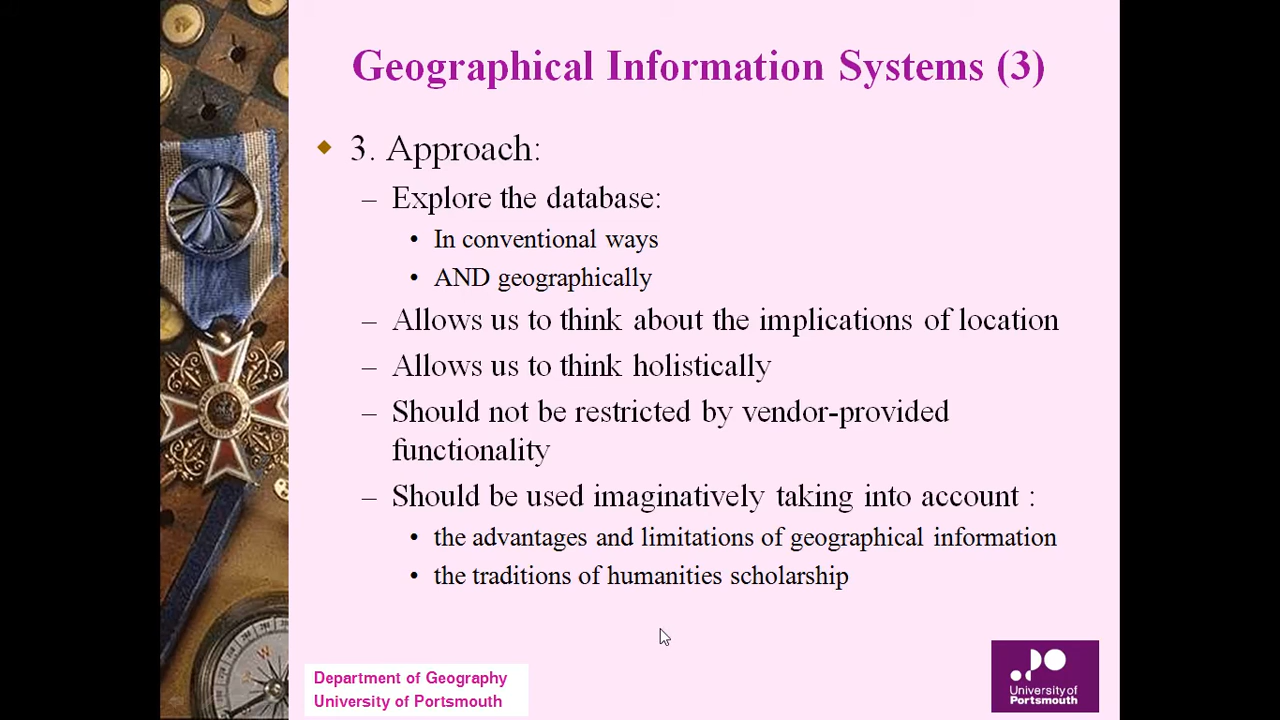 Geographical Information Systems (3)
3. Approach:
– Explore the database:
• In conventional ways
• AND geographically
– Allows us to think about the implications of location
– Allows us to think holistically
– Should not be restricted by vendor-provided
functionality
– Should be used imaginatively taking into account :
• the advantages and limitations of geographical information
• the traditions of humanities scholarship
Department of Geography
University of Portsmouth
University of
Portsmouth